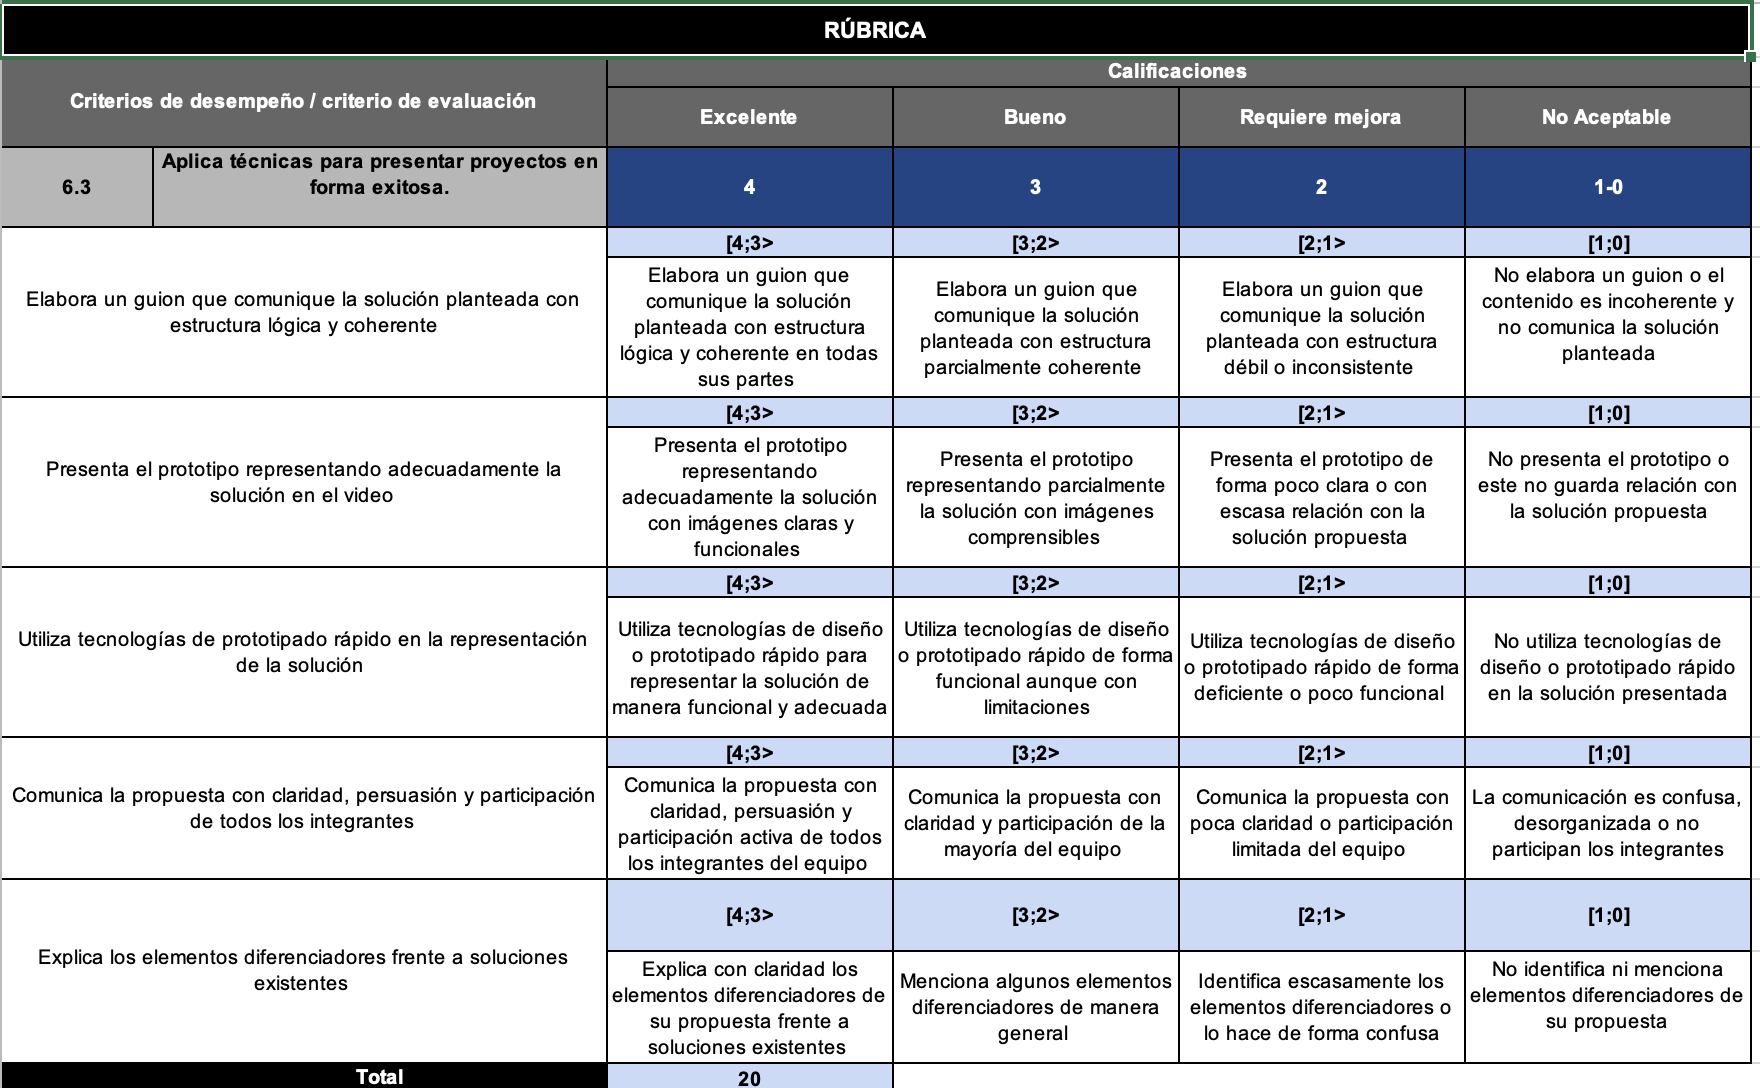 RÚBRICA
Criterios de desempeño / criterio de evaluación
Calificaciones
Excelente
Bueno
Requiere mejora
No Aceptable
6.3
Aplica técnicas para presentar proyectos en
forma exitosa.
4
3
2
1-0
Elabora un guion que comunique la solución planteada con
estructura lógica y coherente
[4;3>
[3;2>
[2;1>
[1;0]
Elabora un guion que
comunique la solución
planteada con estructura
lógica y coherente en todas
sus partes
Elabora un guion que
comunique la solución
planteada con estructura
parcialmente coherente
Elabora un guion que
comunique la solución
planteada con estructura
débil o inconsistente
No elabora un guion o el
contenido es incoherente y
no comunica la solución
planteada
Presenta el prototipo representando adecuadamente la
solución en el video
[4;3>
[3;2>
[2;1>
[1;0]
Presenta el prototipo
representando
adecuadamente la solución
con imágenes claras y
funcionales
Presenta el prototipo
representando parcialmente
la solución con imágenes
comprensibles
Presenta el prototipo de
forma poco clara o con
escasa relación con la
solución propuesta
No presenta el prototipo o
este no guarda relación con
la solución propuesta
Utiliza tecnologías de prototipado rápido en la representación
de la solución
[4;3>
[3;2>
[2;1>
[1;0]
Utiliza tecnologías de diseño
o prototipado rápido para
representar la solución de
manera funcional y adecuada
Utiliza tecnologías de diseño
o prototipado rápido de forma
funcional aunque con
limitaciones
Utiliza tecnologías de diseño
o prototipado rápido de forma
deficiente o poco funcional
No utiliza tecnologías de
diseño o prototipado rápido
en la solución presentada
Comunica la propuesta con claridad, persuasión y participación
de todos los integrantes
[4;3>
[3;2>
[2;1>
[1;0]
Comunica la propuesta con
claridad, persuasión y
participación activa de todos
los integrantes del equipo
Comunica la propuesta con
claridad y participación de la
mayoría del equipo
Comunica la propuesta con
poca claridad o participación
limitada del equipo
La comunicación es confusa,
desorganizada o no
participan los integrantes
Explica los elementos diferenciadores frente a soluciones
existentes
[4;3>
[3;2>
[2;1>
[1;0]
Explica con claridad los
elementos diferenciadores de
su propuesta frente a
soluciones existentes
Menciona algunos elementos
diferenciadores de manera
general
Identifica escasamente los
elementos diferenciadores o
lo hace de forma confusa
No identifica ni menciona
elementos diferenciadores de
su propuesta
Total
20